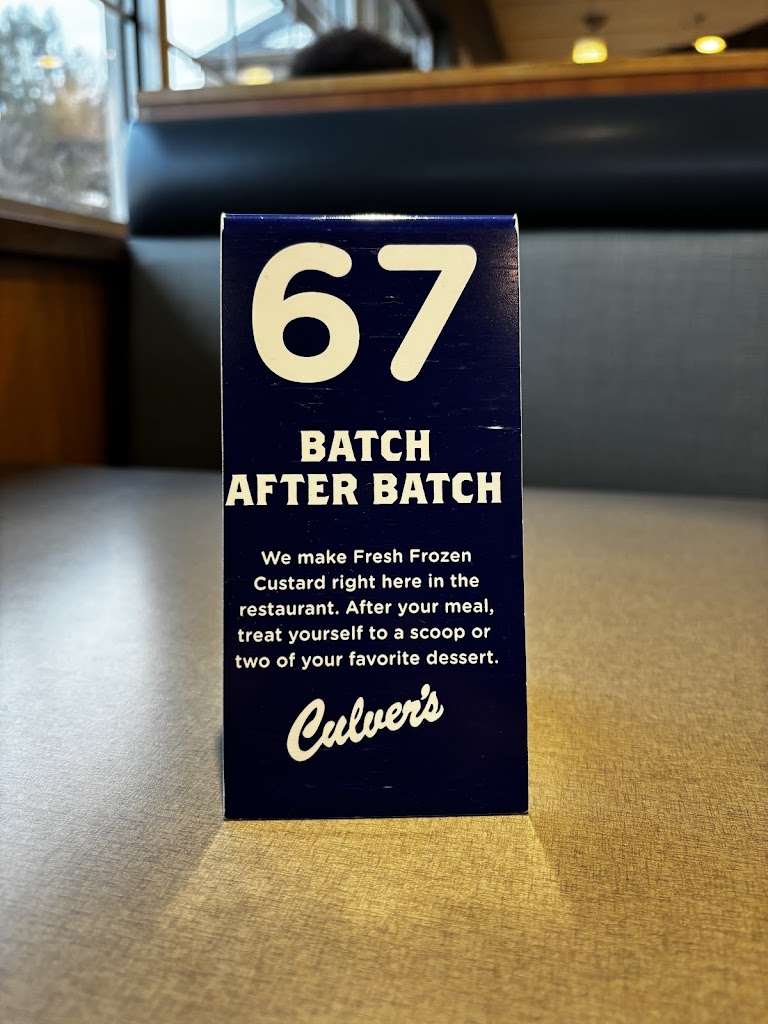 67
BATCH
AFTER BATCH
We make Fresh Frozen
Custard right here in the
restaurant. After your meal,
treat yourself to a scoop or
two of your favorite dessert.
Culver's